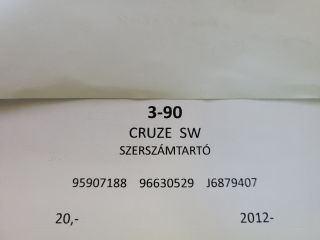 3-90
CRUZE SW
SZERSZÁMTARTÓ
95907188 96630529 J6879407
20,- 2012-